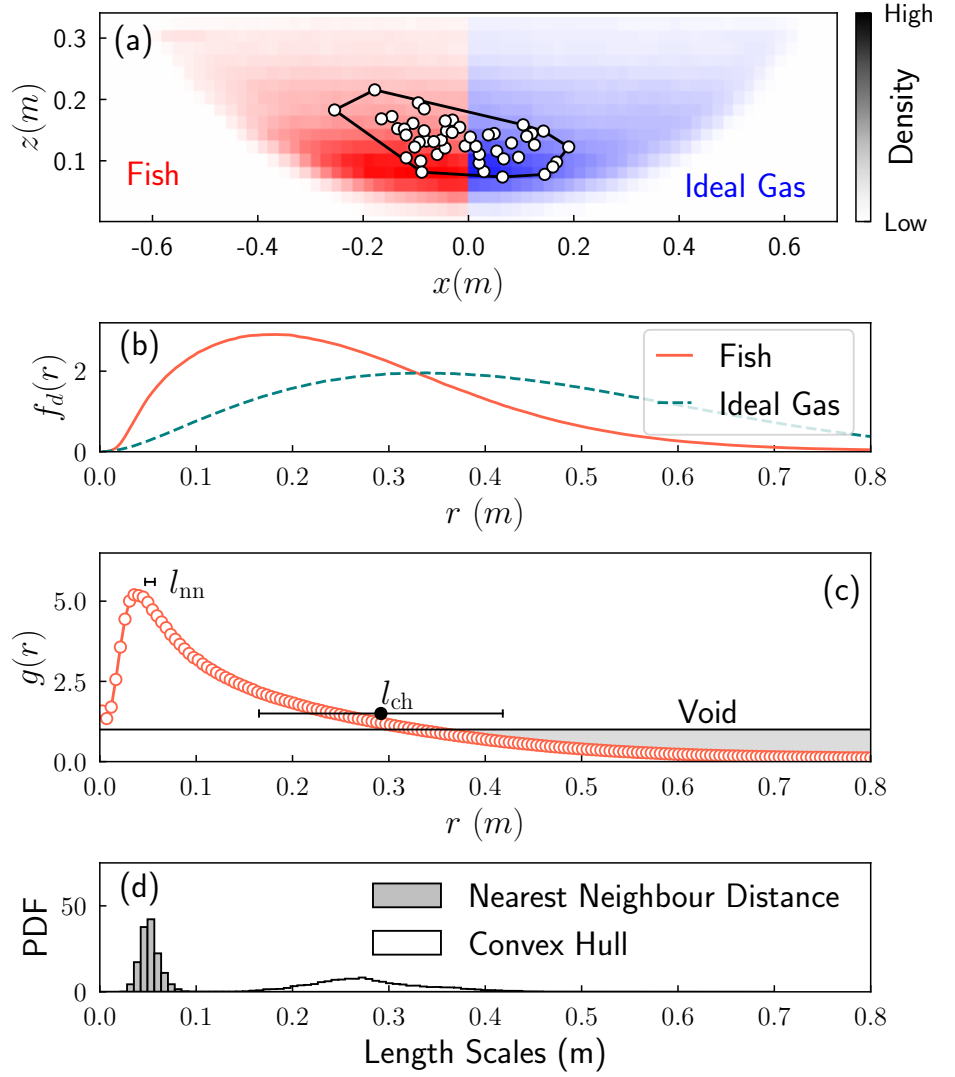 (a)
High
0.3
0.2
0.1
z(m)
Fish
Ideal Gas
Density
Low
-0.6 -0.4 -0.2 0.0 0.2 0.4 0.6
x(m)
(b)
Fish
Ideal Gas
2
0
f_d(r)
0.0 0.1 0.2 0.3 0.4 0.5 0.6 0.7 0.8
r (m)
(c)
l_nn
5.0
2.5
0.0
g(r)
l_ch
Void
0.0 0.1 0.2 0.3 0.4 0.5 0.6 0.7 0.8
r (m)
(d)
Nearest Neighbour Distance
Convex Hull
50
0
PDF
0.0 0.1 0.2 0.3 0.4 0.5 0.6 0.7 0.8
Length Scales (m)